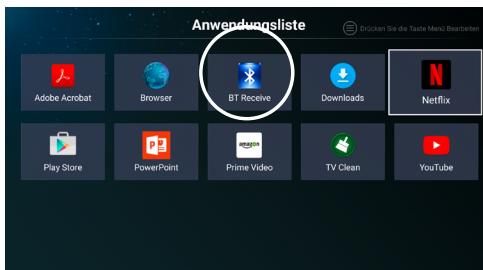 Anwendungsliste
Drücken Sie die Taste Menü Bearbeiten
Adobe Acrobat
Browser
BT Receive
Downloads
N
Netflix
Play Store
P
PowerPoint
amazon
Prime Video
TV Clean
YouTube